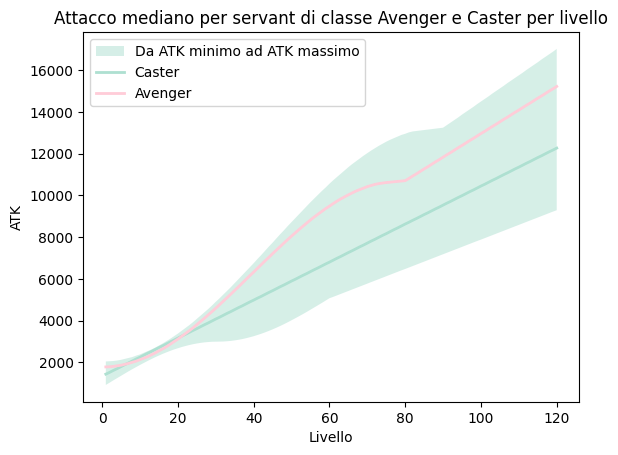 Attacco mediano per servant di classe Avenger e Caster per livello
Da ATK minimo ad ATK massimo
Caster
Avenger
ATK
16000
14000
12000
10000
8000
6000
4000
2000
0 20 40 60 80 100 120
Livello